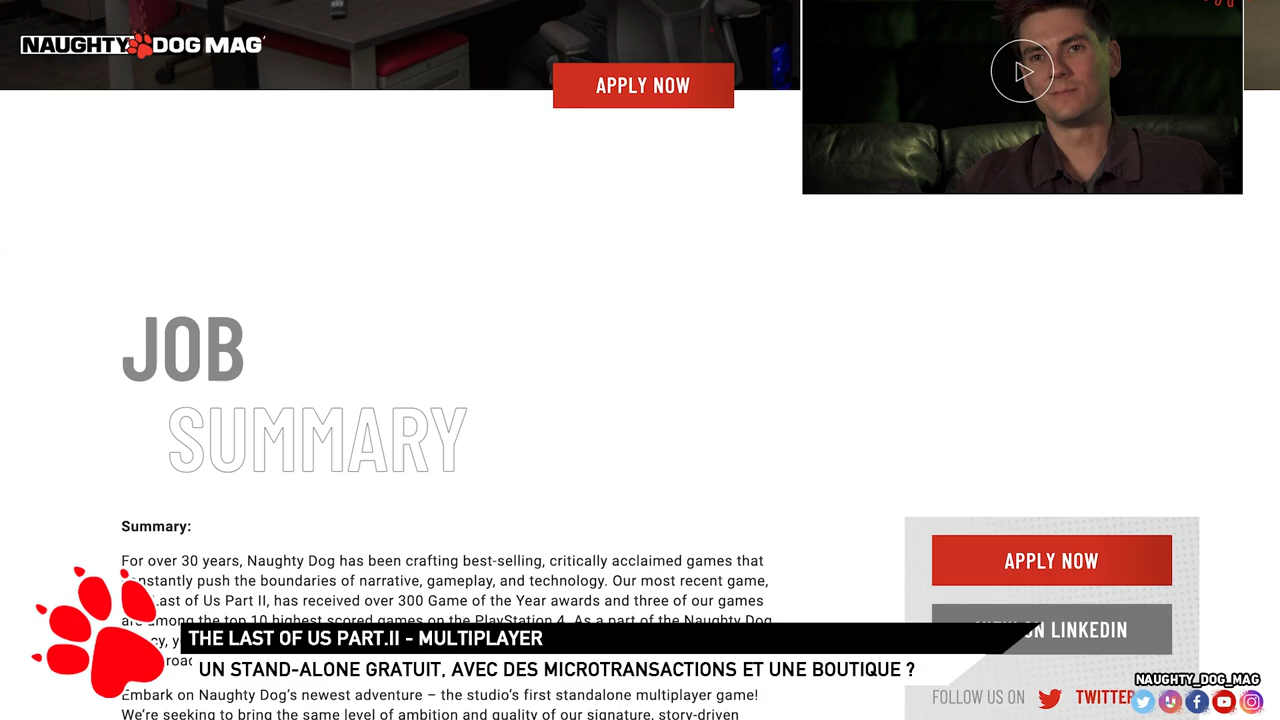 NAUGHTY DOG MAG'
APPLY NOW
JOB
SUMMARY
Summary:
For over 30 years, Naughty Dog has been crafting best-selling, critically acclaimed games that
constantly push the boundaries of narrative, gameplay, and technology. Our most recent game,
Last of Us Part II, has received over 300 Game of the Year awards and three of our games
are among the top 10 highest scored games on the PlayStation 4. As a part of the Naughty Dog
THE LAST OF US PART.II - MULTIPLAYER
UN STAND-ALONE GRATUIT, AVEC DES MICROTRANSACTIONS ET UNE BOUTIQUE ?
Embark on Naughty Dog's newest adventure – the studio's first standalone multiplayer game!
We're seeking to bring the same level of ambition and quality of our signature, story-driven
APPLY NOW
ON LINKEDIN
FOLLOW US ON
TWITTER
NAUGHTY_DOG_MAG